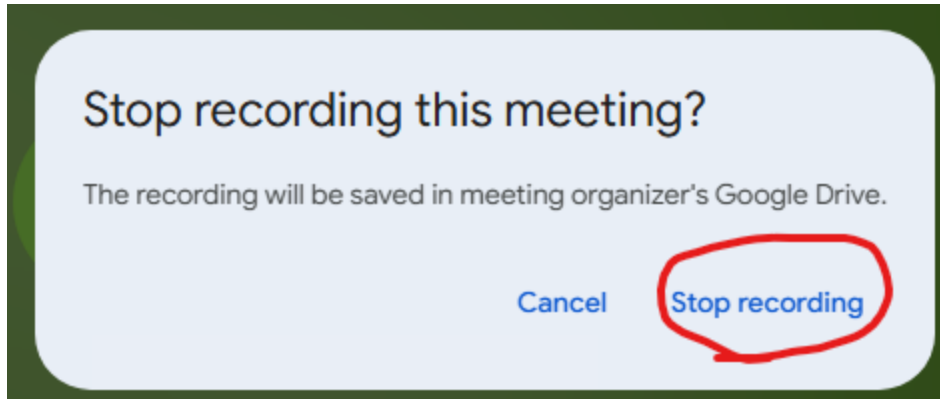 Stop recording this meeting?
The recording will be saved in meeting organizer's Google Drive.
Cancel Stop recording